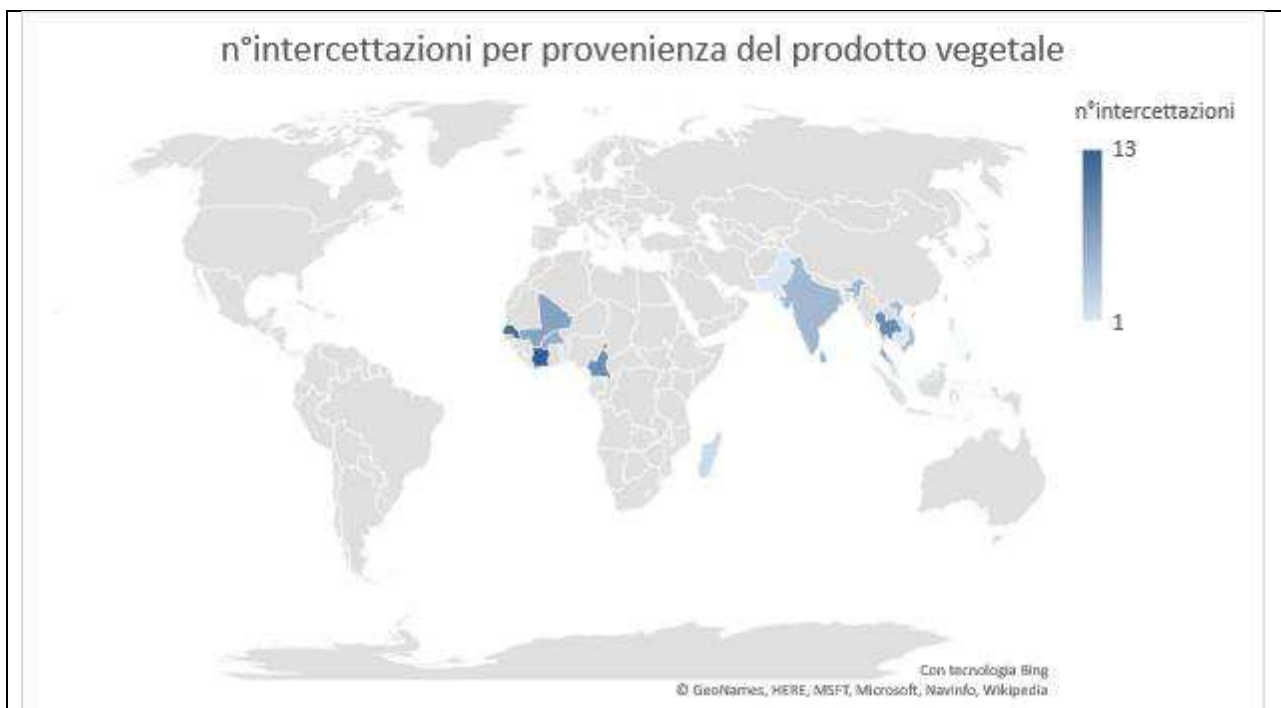 n°intercettazioni per provenienza del prodotto vegetale
n°intercettazioni
13
1
Con tecnologia Bing
© GeoNames, HERE, MSFT, Microsoft, Navinfo, Wikipedia